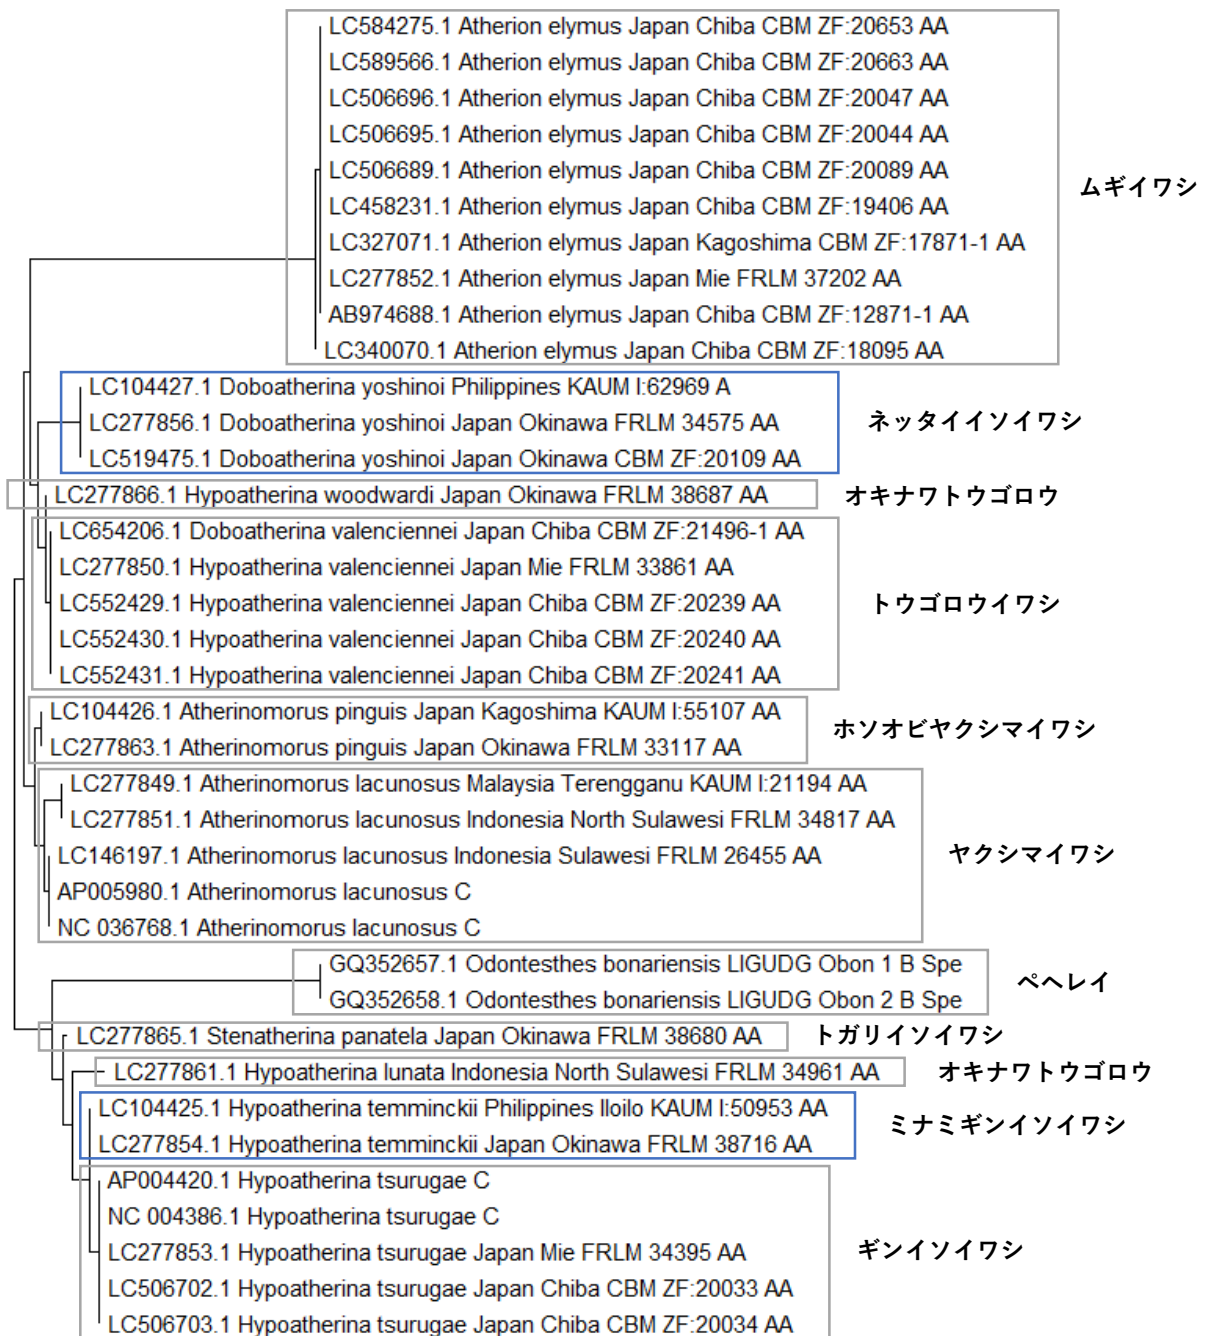 LC584275.1 Atherion elymus Japan Chiba CBM ZF:20653 AA
LC589566.1 Atherion elymus Japan Chiba CBM ZF:20663 AA
LC506696.1 Atherion elymus Japan Chiba CBM ZF:20047 AA
LC506695.1 Atherion elymus Japan Chiba CBM ZF:20044 AA
LC506689.1 Atherion elymus Japan Chiba CBM ZF:20089 AA
ムギイワシ
LC458231.1 Atherion elymus Japan Chiba CBM ZF:19406 AA
LC327071.1 Atherion elymus Japan Kagoshima CBM ZF:17871-1 AA
LC277852.1 Atherion elymus Japan Mie FRLM 37202 AA
AB974688.1 Atherion elymus Japan Chiba CBM ZF:12871-1 AA
LC340070.1 Atherion elymus Japan Chiba CBM ZF:18095 AA
LC104427.1 Doboatherina yoshinoi Philippines KAUM I:62969 A
LC277856.1 Doboatherina yoshinoi Japan Okinawa FRLM 34575 AA
ネッタイイソイワシ
LC519475.1 Doboatherina yoshinoi Japan Okinawa CBM ZF:20109 AA
LC277866.1 Hypoatherina woodwardi Japan Okinawa FRLM 38687 AA
オキナワトウゴロウ
LC654206.1 Doboatherina valenciennei Japan Chiba CBM ZF:21496-1 AA
LC277850.1 Hypoatherina valenciennei Japan Mie FRLM 33861 AA
LC552429.1 Hypoatherina valenciennei Japan Chiba CBM ZF:20239 AA
トウゴロウイワシ
LC552430.1 Hypoatherina valenciennei Japan Chiba CBM ZF:20240 AA
LC552431.1 Hypoatherina valenciennei Japan Chiba CBM ZF:20241 AA
LC104426.1 Atherinomorus pinguis Japan Kagoshima KAUM I:55107 AA
ホソオビヤクシマイワシ
LC277863.1 Atherinomorus pinguis Japan Okinawa FRLM 33117 AA
LC277849.1 Atherinomorus lacunosus Malaysia Terengganu KAUM I:21194 AA
LC277851.1 Atherinomorus lacunosus Indonesia North Sulawesi FRLM 34817 AA
LC146197.1 Atherinomorus lacunosus Indonesia Sulawesi FRLM 26455 AA
ヤクシマイワシ
AP005980.1 Atherinomorus lacunosus C
NC 036768.1 Atherinomorus lacunosus C
GQ352657.1 Odontesthes bonariensis LIGUDG Obon 1 B Spe
ペヘレイ
GQ352658.1 Odontesthes bonariensis LIGUDG Obon 2 B Spe
LC277865.1 Stenatherina panatela Japan Okinawa FRLM 38680 AA
トガリイソイワシ
LC277861.1 Hypoatherina lunata Indonesia North Sulawesi FRLM 34961 AA
オキナワトウゴロウ
LC104425.1 Hypoatherina temminckii Philippines Iloilo KAUM I:50953 AA
ミナミギンイソイワシ
LC277854.1 Hypoatherina temminckii Japan Okinawa FRLM 38716 AA
AP004420.1 Hypoatherina tsurugae C
NC 004386.1 Hypoatherina tsurugae C
LC277853.1 Hypoatherina tsurugae Japan Mie FRLM 34395 AA
ギンイソイワシ
LC506702.1 Hypoatherina tsurugae Japan Chiba CBM ZF:20033 AA
LC506703.1 Hypoatherina tsurugae Japan Chiba CBM ZF:20034 AA